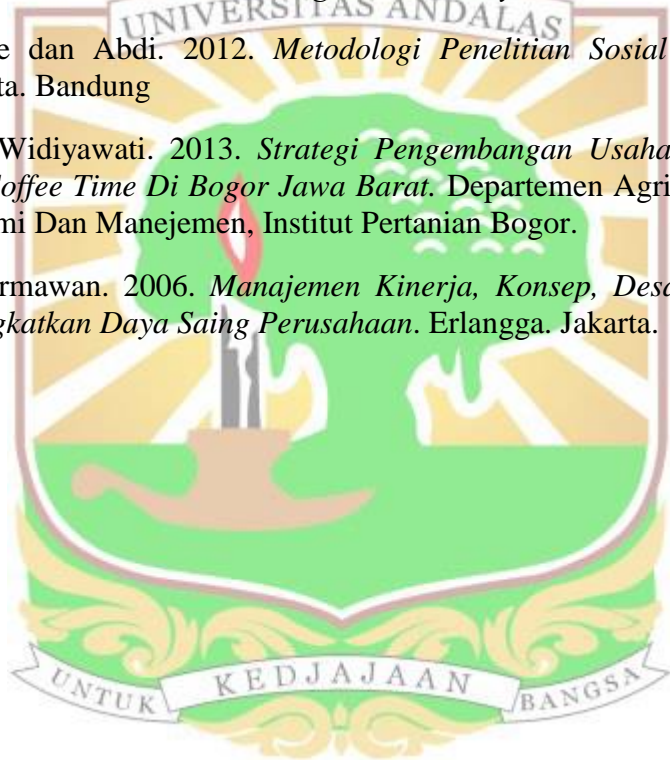 UNIVERSITAS ANDALAS
e dan Abdi. 2012. Metodologi Penelitian Sosial
ta. Bandung
Widiyawati. 2013. Strategi Pengembangan Usaha
offee Time Di Bogor Jawa Barat. Departemen Agri
mi Dan Manejemen, Institut Pertanian Bogor.
rmawan. 2006. Manajemen Kinerja, Konsep, Desa
gkatkan Daya Saing Perusahaan. Erlangga. Jakarta.
UNTUK KEDJAJAAN BANGSA